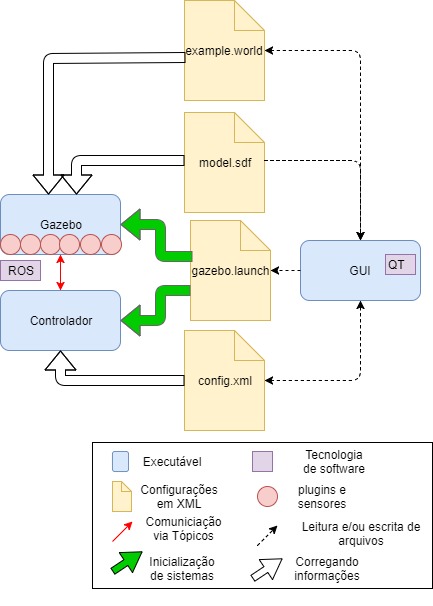 example.world
model.sdf
Gazebo
ROS
gazebo.launch
GUI
QT
Controlador
config.xml
Executável
Tecnologia
de software
Configurações
em XML
plugins e
sensores
Comuniciação
via Tópicos
Leitura e/ou escrita de
arquivos
Inicialização
de sistemas
Corregando
informações